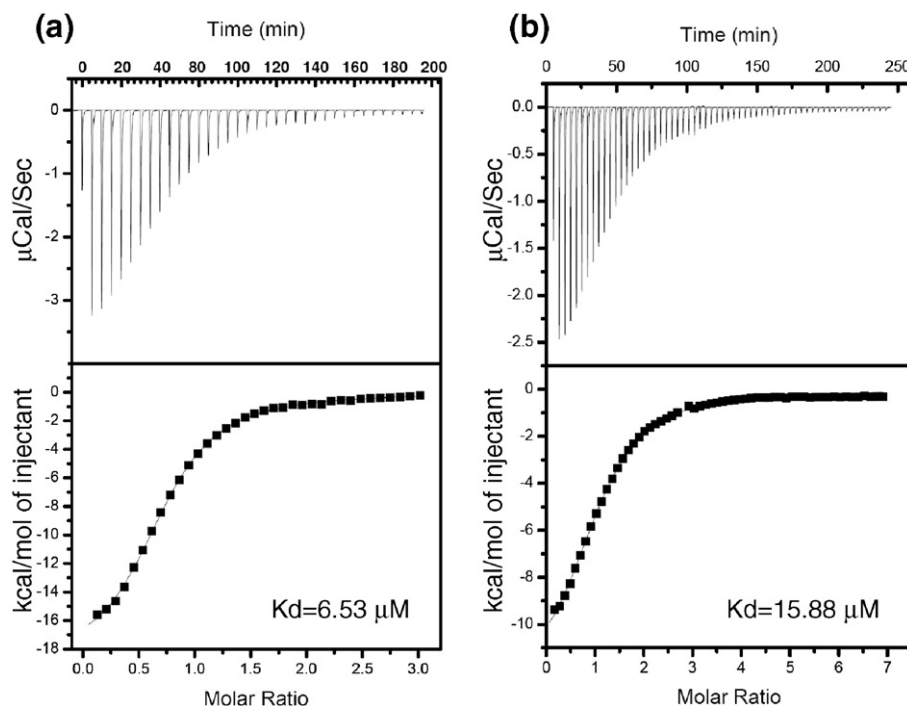 (a)
Time (min)
0 20 40 60 80 100 120 140 160 180 200
0
-1
-2
-3
µCal/Sec
0
-2
-4
-6
-8
-10
-12
-14
-16
-18
kcal/mol of injectant
Kd=6.53 µM
0.0 0.5 1.0 1.5 2.0 2.5 3.0
Molar Ratio
(b)
Time (min)
0 50 100 150 200 250
0.0
-0.5
-1.0
-1.5
-2.0
-2.5
µCal/Sec
0
-2
-4
-6
-8
-10
kcal/mol of injectant
Kd=15.88 µM
0 1 2 3 4 5 6 7
Molar Ratio